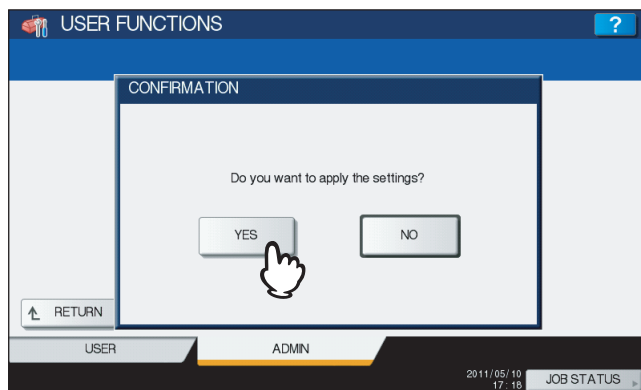 USER FUNCTIONS
?
CONFIRMATION
Do you want to apply the settings?
YES
NO
RETURN
USER
ADMIN
2011/05/10
17:18
JOB STATUS